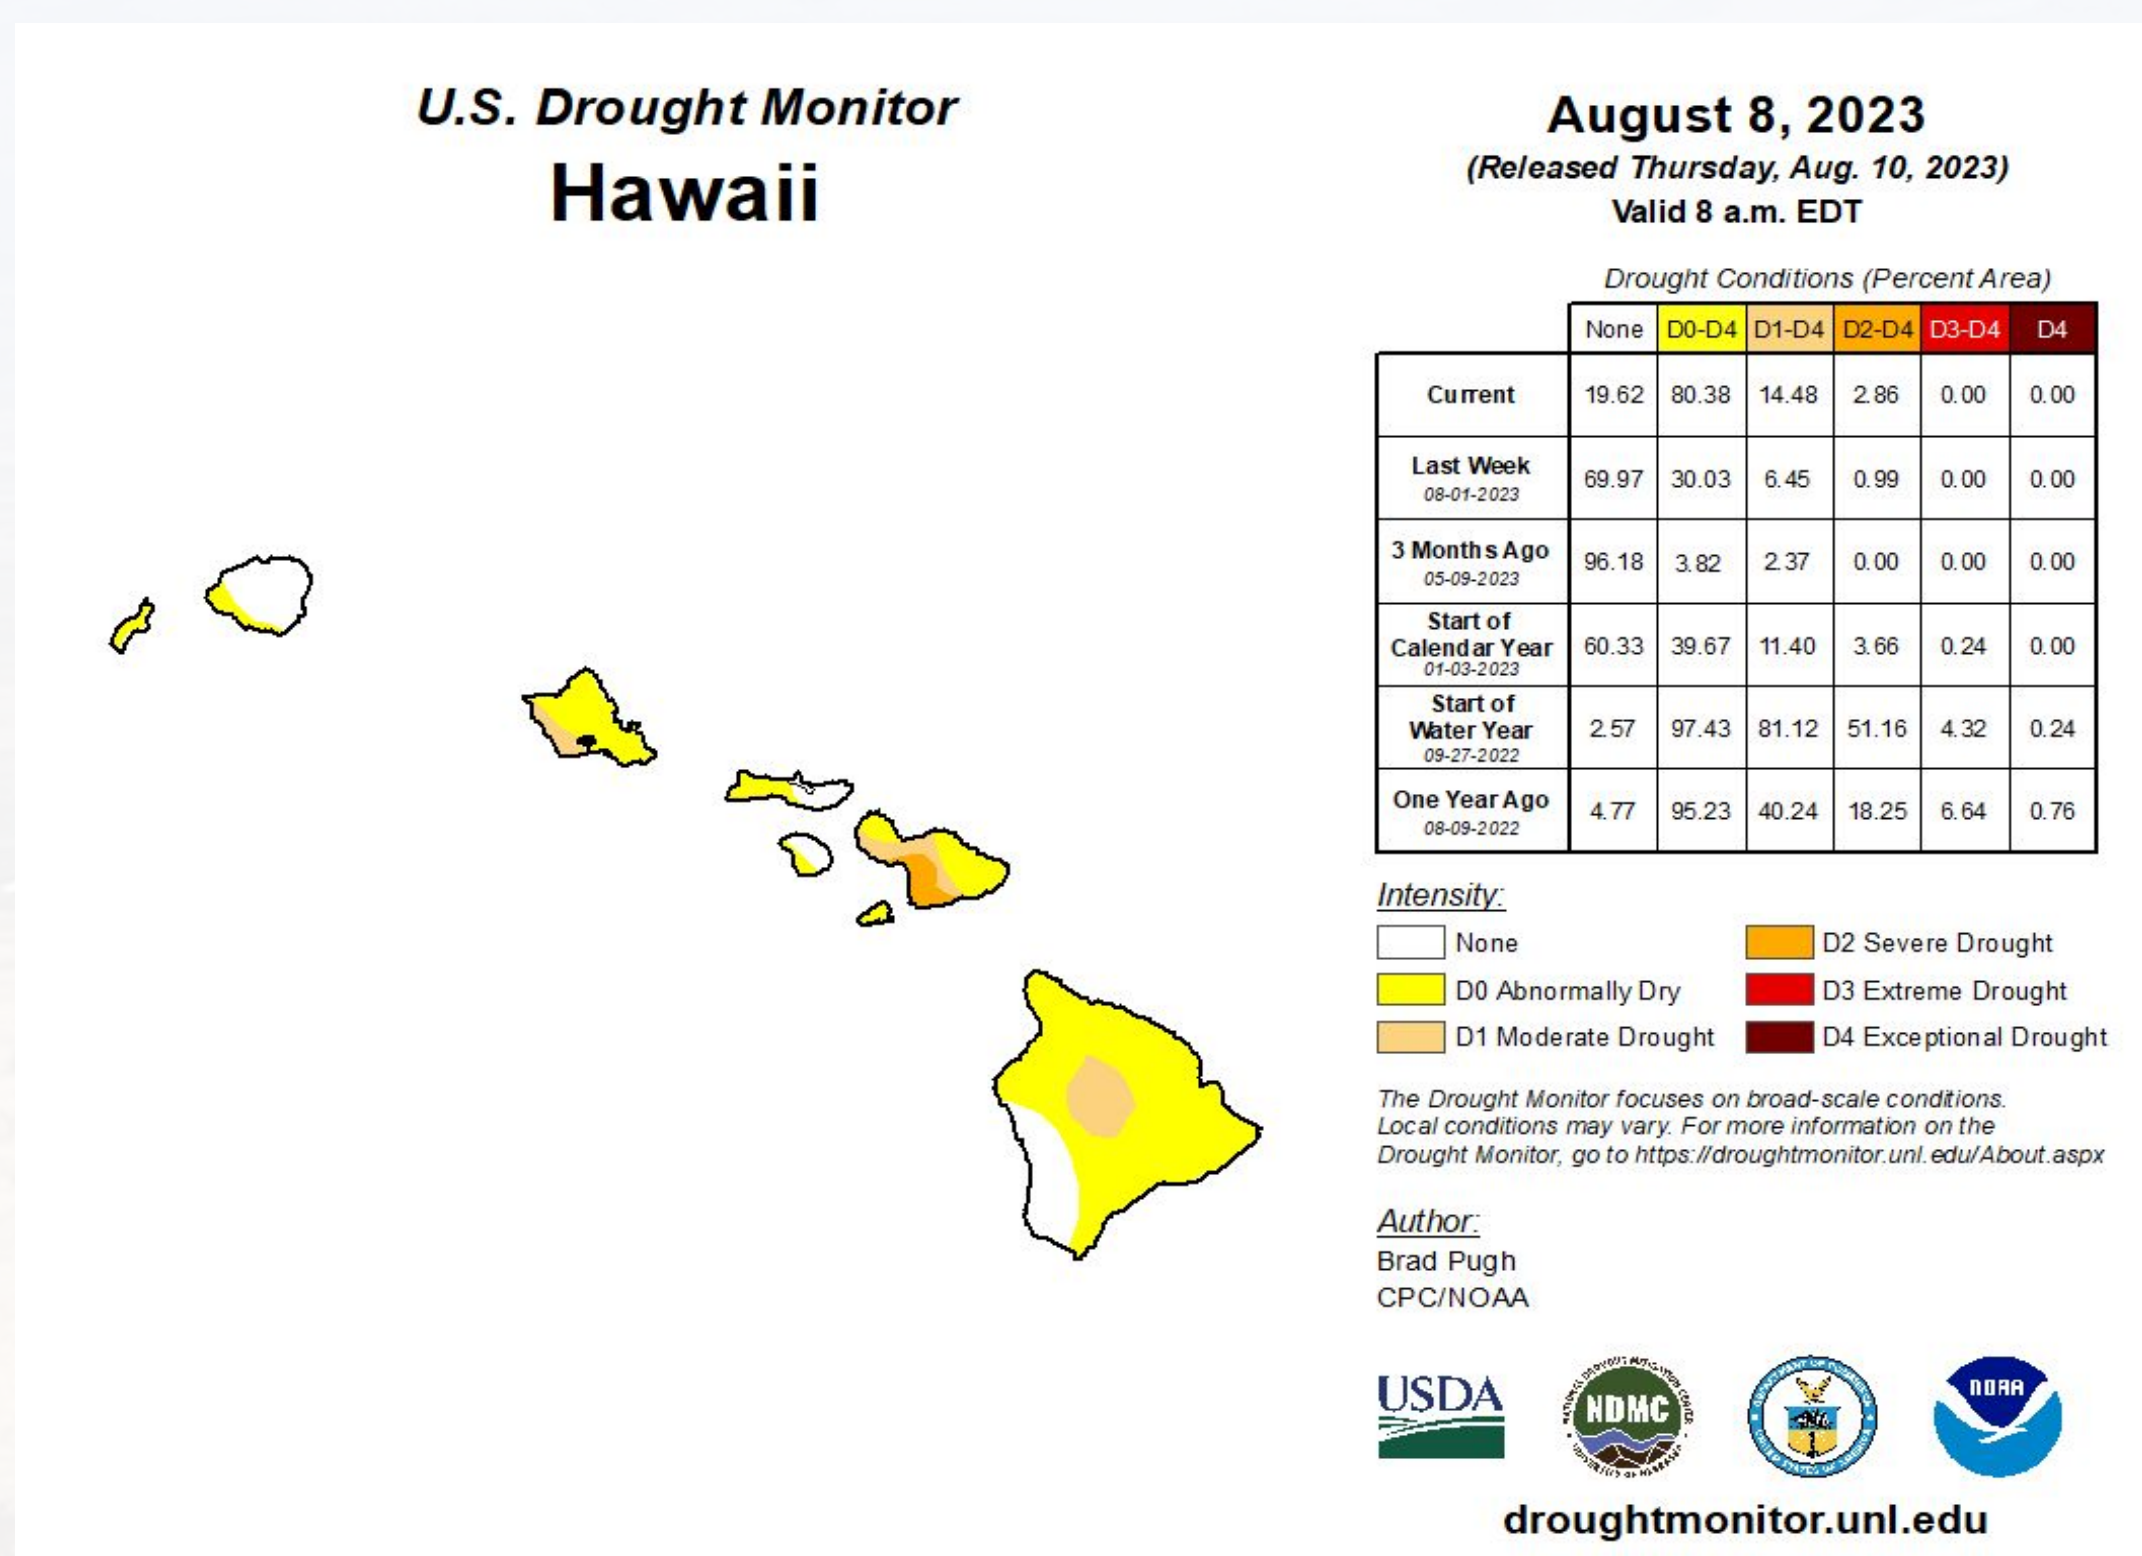 U.S. Drought Monitor
Hawaii
August 8, 2023
(Released Thursday, Aug. 10, 2023)
Valid 8 a.m. EDT
Drought Conditions (Percent Area)
None D0-D4 D1-D4 D2-D4 D3-D4 D4
Current 19.62 80.38 14.48 2.86 0.00 0.00
Last Week
08-01-2023 69.97 30.03 6.45 0.99 0.00 0.00
3 Months Ago
05-09-2023 96.18 3.82 2.37 0.00 0.00 0.00
Start of
Calendar Year
01-03-2023 60.33 39.67 11.40 3.66 0.24 0.00
Start of
Water Year
09-27-2022 2.57 97.43 81.12 51.16 4.32 0.24
One Year Ago
08-09-2022 4.77 95.23 40.24 18.25 6.64 0.76
Intensity:
None
D0 Abnormally Dry
D1 Moderate Drought
D2 Severe Drought
D3 Extreme Drought
D4 Exceptional Drought
The Drought Monitor focuses on broad-scale conditions.
Local conditions may vary. For more information on the
Drought Monitor, go to https://droughtmonitor.unl.edu/About.aspx
Author:
Brad Pugh
CPC/NOAA
USDA
NDMC
NOAA
droughtmonitor.unl.edu